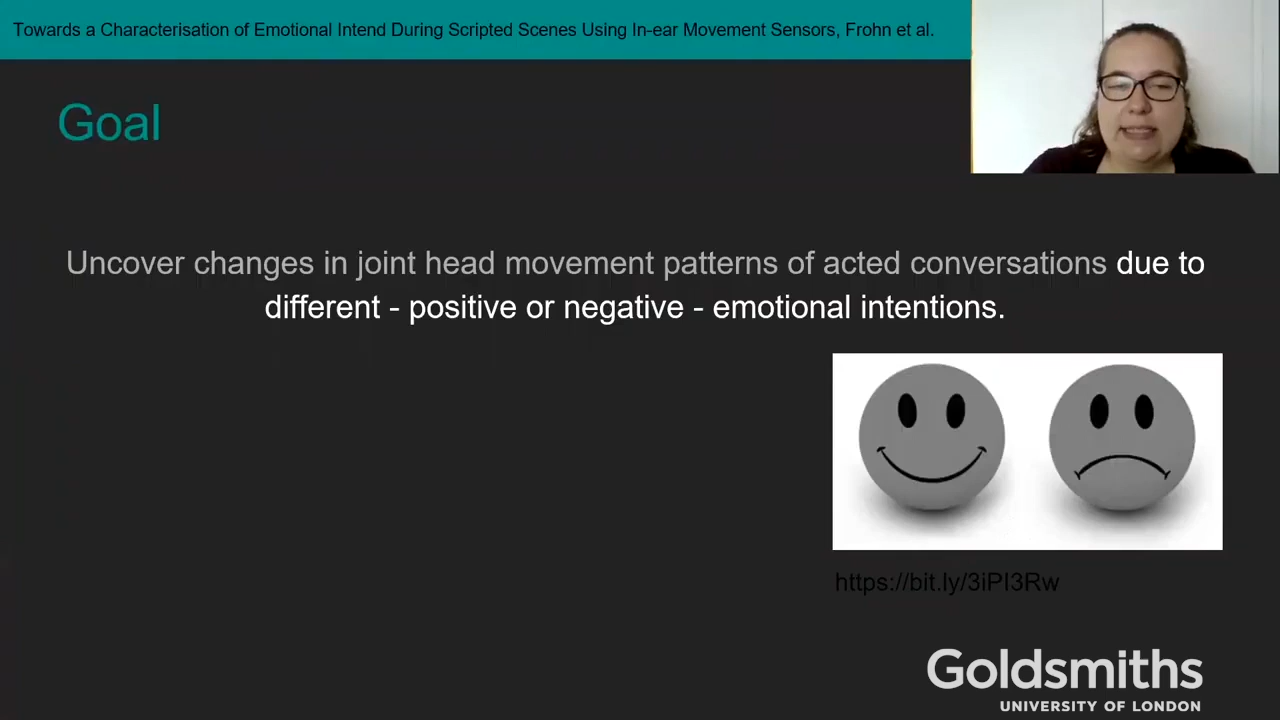 Towards a Characterisation of Emotional Intend During Scripted Scenes Using In-ear Movement Sensors, Frohn et al.
Goal
Uncover changes in joint head movement patterns of acted conversations due to
different - positive or negative - emotional intentions.
https://bit.ly/3iPI3Rw
Goldsmiths
UNIVERSITY OF LONDON